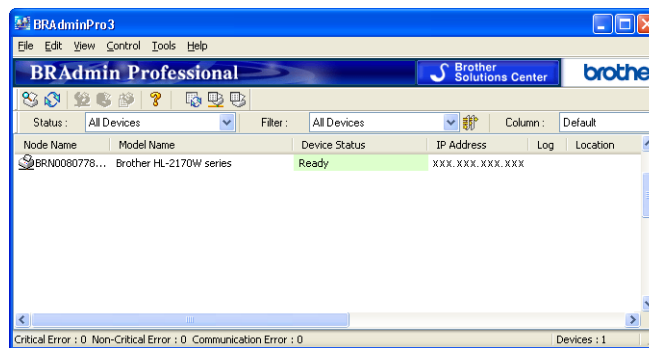 BRAdminPro3
File Edit View Control Tools Help
BRAdmin Professional Brother Solutions Center brothe
? 
Status : All Devices Filter : All Devices Column : Default
Node Name Model Name Device Status IP Address Log Location
BRN0080778... Brother HL-2170W series Ready XXX.XXX.XXX.XXX
Critical Error : 0 Non-Critical Error : 0 Communication Error : 0 Devices : 1